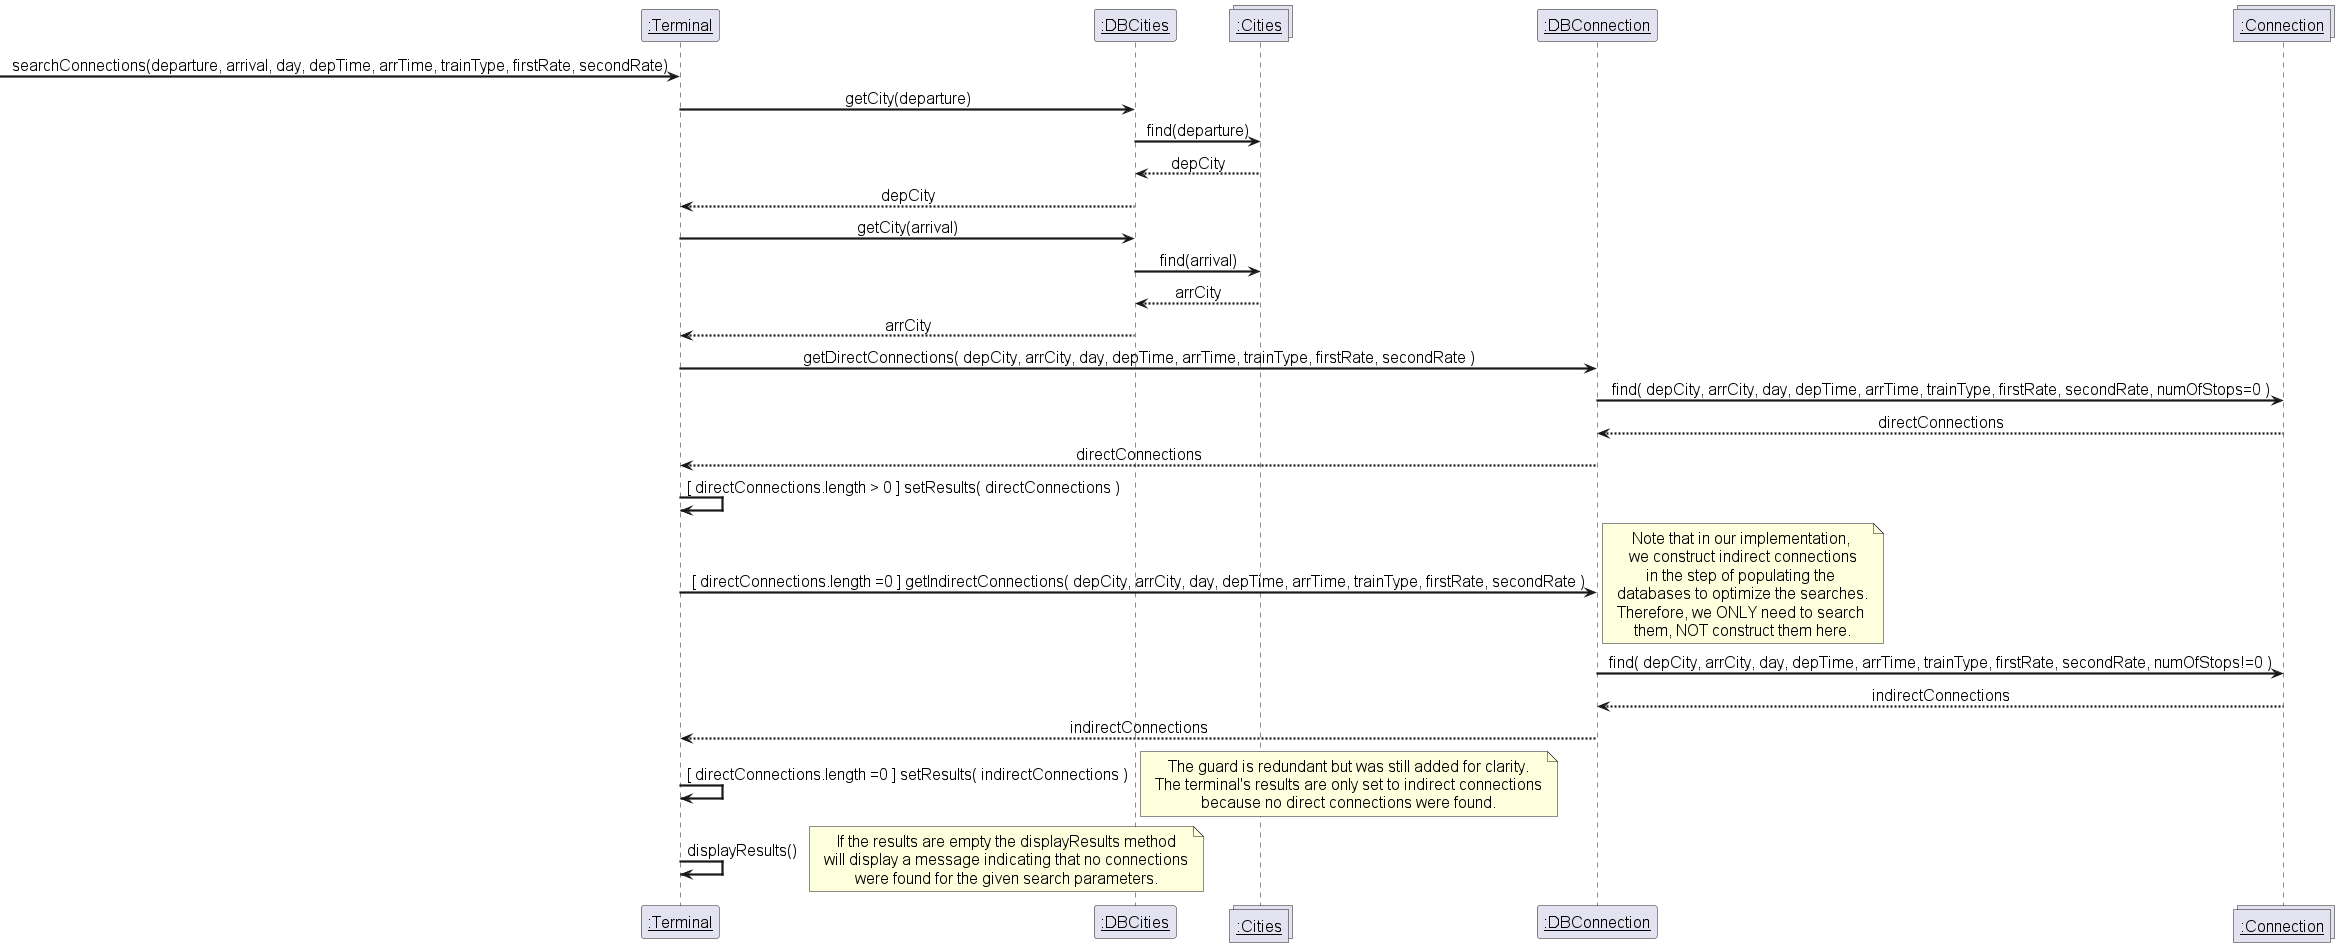 :Terminal
:DBCities
:Cities
:DBConnection
:Connection
searchConnections(departure, arrival, day, depTime, arrTime, trainType, firstRate, secondRate)
getCity(departure)
find(departure)
depCity
depCity
getCity(arrival)
find(arrival)
arrCity
arrCity
getDirectConnections( depCity, arrCity, day, depTime, arrTime, trainType, firstRate, secondRate )
find( depCity, arrCity, day, depTime, arrTime, trainType, firstRate, secondRate, numOfStops=0 )
directConnections
directConnections
[ directConnections.length > 0 ] setResults( directConnections )
[ directConnections.length =0 ] getIndirectConnections( depCity, arrCity, day, depTime, arrTime, trainType, firstRate, secondRate )
Note that in our implementation,
we construct indirect connections
in the step of populating the
databases to optimize the searches.
Therefore, we ONLY need to search
them, NOT construct them here.
find( depCity, arrCity, day, depTime, arrTime, trainType, firstRate, secondRate, numOfStops!=0 )
indirectConnections
indirectConnections
[ directConnections.length =0 ] setResults( indirectConnections )
The guard is redundant but was still added for clarity.
The terminal's results are only set to indirect connections
because no direct connections were found.
displayResults()
If the results are empty the displayResults method
will display a message indicating that no connections
were found for the given search parameters.
:Terminal
:DBCities
:Cities
:DBConnection
:Connection